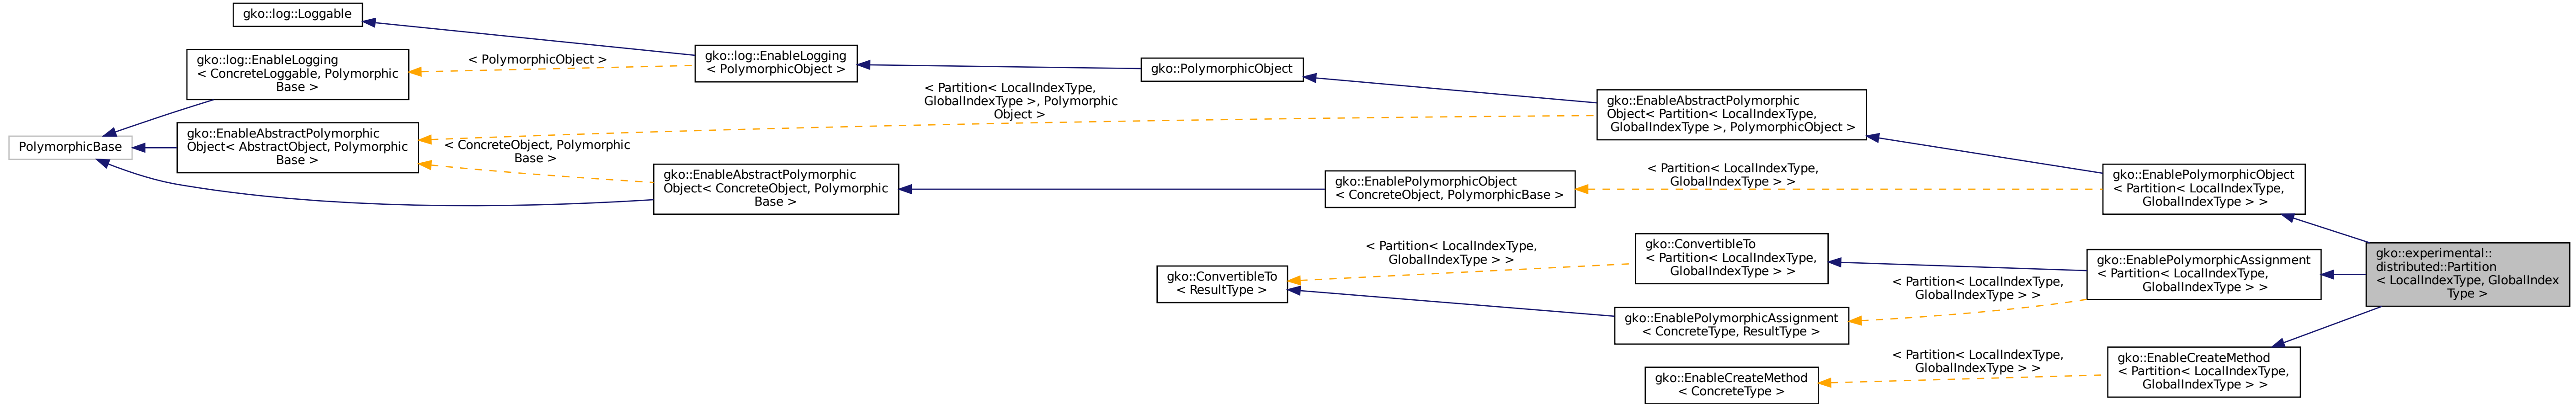 gko::log::Loggable
gko::log::EnableLogging
< ConcreteLoggable, Polymorphic
Base >
< PolymorphicObject >
gko::log::EnableLogging
< PolymorphicObject >
gko::PolymorphicObject
PolymorphicBase
gko::EnableAbstractPolymorphic
Object< AbstractObject, Polymorphic
Base >
< Partition< LocalIndexType,
GlobalIndexType >, Polymorphic
Object >
gko::EnableAbstractPolymorphic
Object< Partition< LocalIndexType,
GlobalIndexType >, PolymorphicObject >
< ConcreteObject, Polymorphic
Base >
gko::EnableAbstractPolymorphic
Object< ConcreteObject, Polymorphic
Base >
gko::EnablePolymorphicObject
< ConcreteObject, PolymorphicBase >
< Partition< LocalIndexType,
GlobalIndexType > >
gko::EnablePolymorphicObject
< Partition< LocalIndexType,
GlobalIndexType > >
gko::ConvertibleTo
< ResultType >
< Partition< LocalIndexType,
GlobalIndexType > >
gko::ConvertibleTo
< Partition< LocalIndexType,
GlobalIndexType > >
gko::EnablePolymorphicAssignment
< ConcreteType, ResultType >
< Partition< LocalIndexType,
GlobalIndexType > >
gko::EnablePolymorphicAssignment
< Partition< LocalIndexType,
GlobalIndexType > >
gko::experimental::
distributed::Partition
< LocalIndexType, GlobalIndex
Type >
gko::EnableCreateMethod
< ConcreteType >
< Partition< LocalIndexType,
GlobalIndexType > >
gko::EnableCreateMethod
< Partition< LocalIndexType,
GlobalIndexType > >